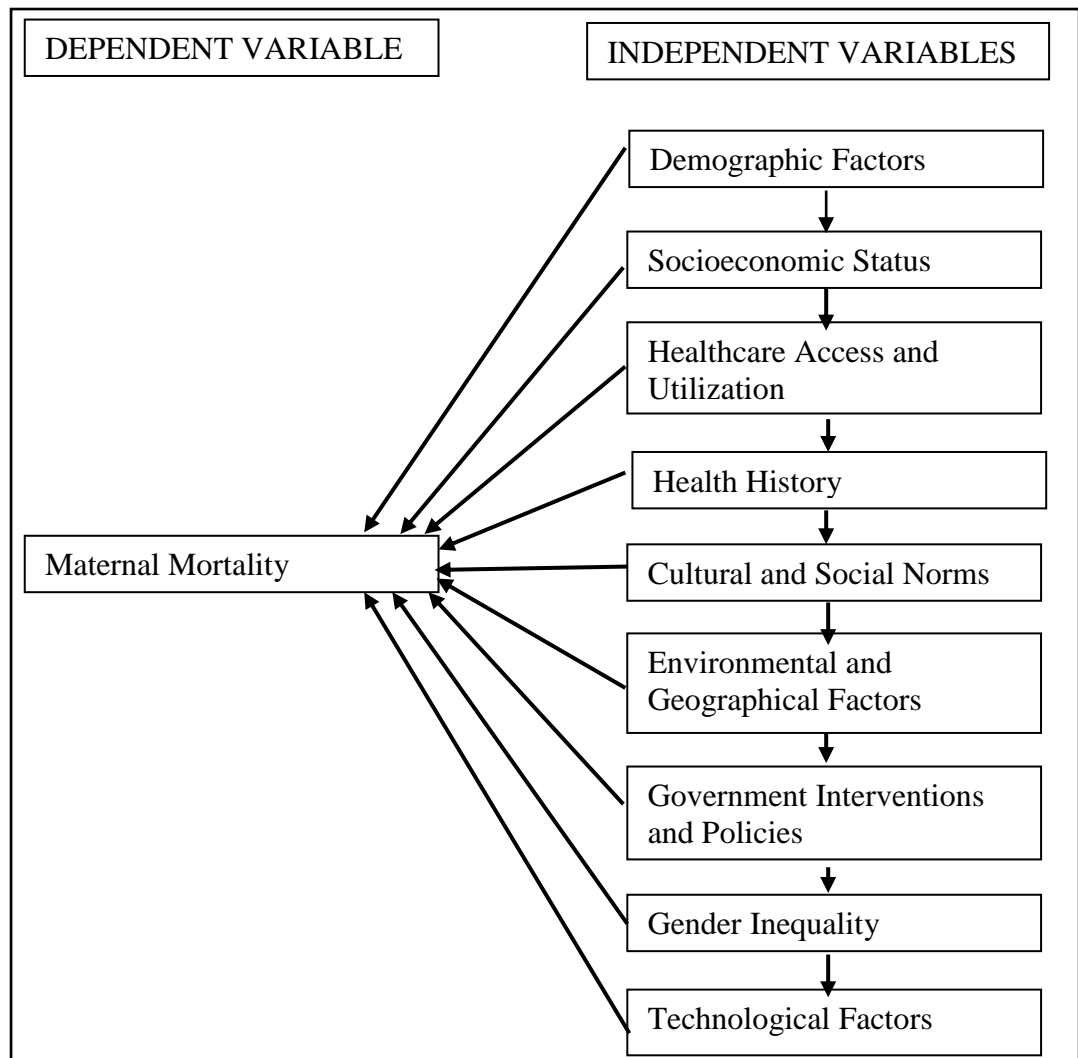 DEPENDENT VARIABLE
INDEPENDENT VARIABLES
Demographic Factors
Socioeconomic Status
Healthcare Access and
Utilization
Health History
Maternal Mortality
Cultural and Social Norms
Environmental and
Geographical Factors
Government Interventions
and Policies
Gender Inequality
Technological Factors